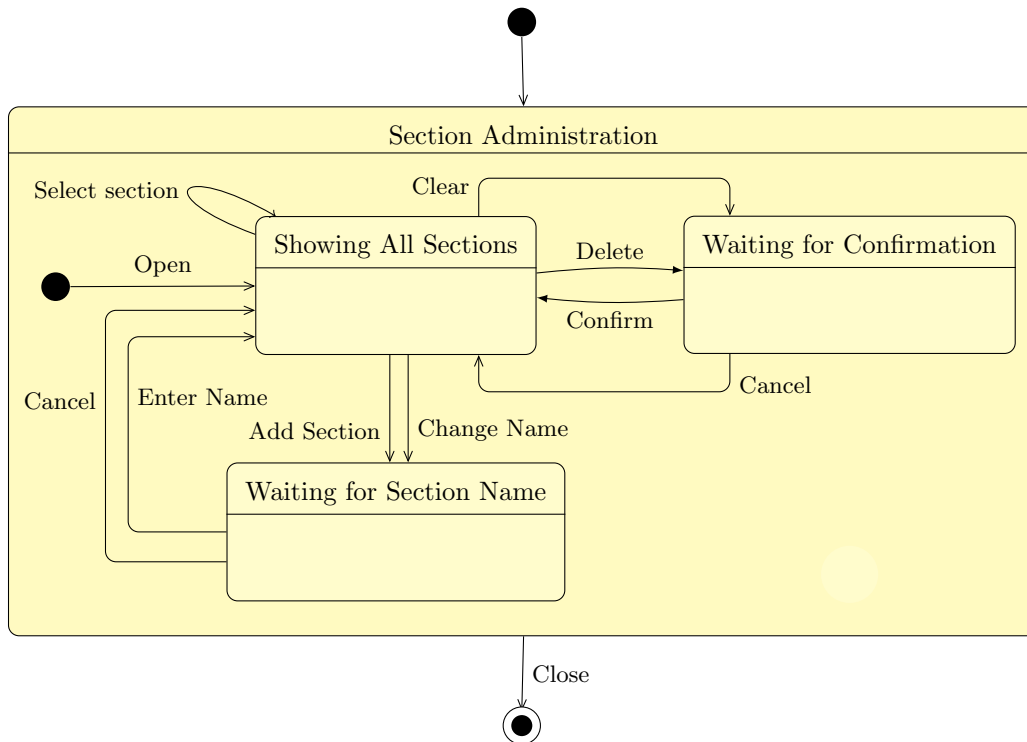 Section Administration
Select section
Clear
Showing All Sections
Waiting for Confirmation
Delete
Open
Confirm
Cancel
Cancel
Enter Name
Add Section
Change Name
Waiting for Section Name
Close